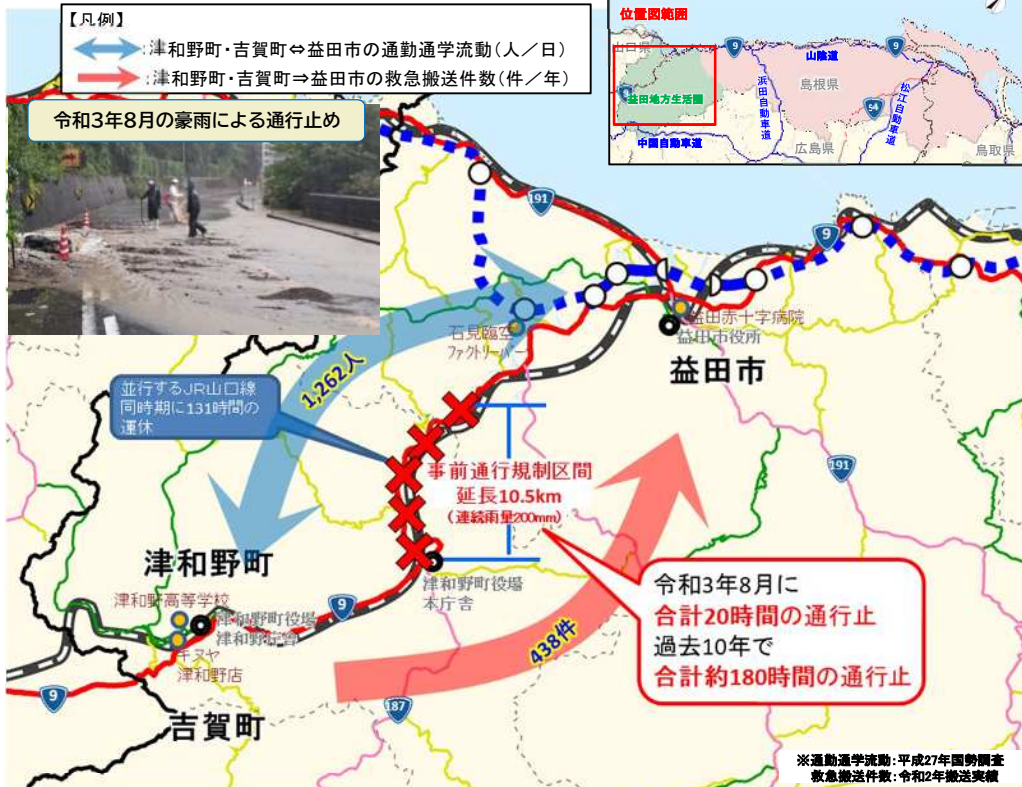 【凡例】
:津和野町・吉賀町⇔益田市の通勤通学流動(人/日)
:津和野町・吉賀町⇒益田市の救急搬送件数(件/年)
令和3年8月の豪雨による通行止め
位置図範囲
山口県
9
山陰道
9
島根県
浜田自動車道
松江自動車道
54
9
益田地方生活圏
中国自動車道
広島県
鳥取県
191
9
石見臨空
ファクトリーパーク
益田赤十字病院
益田市役所
益田市
1,262人
並行するJR山口線
同時期に131時間の
運休
事前通行規制区間
延長10.5km
(連続雨量200mm)
191
津和野町
津和野高等学校
津和野町役場
津和野庁舎
キヌヤ
津和野店
9
津和野町役場
本庁舎
令和3年8月に
合計20時間の通行止
過去10年で
合計約180時間の通行止
438件
9
187
吉賀町
※通勤通学流動:平成27年国勢調査
救急搬送件数:令和2年搬送実績